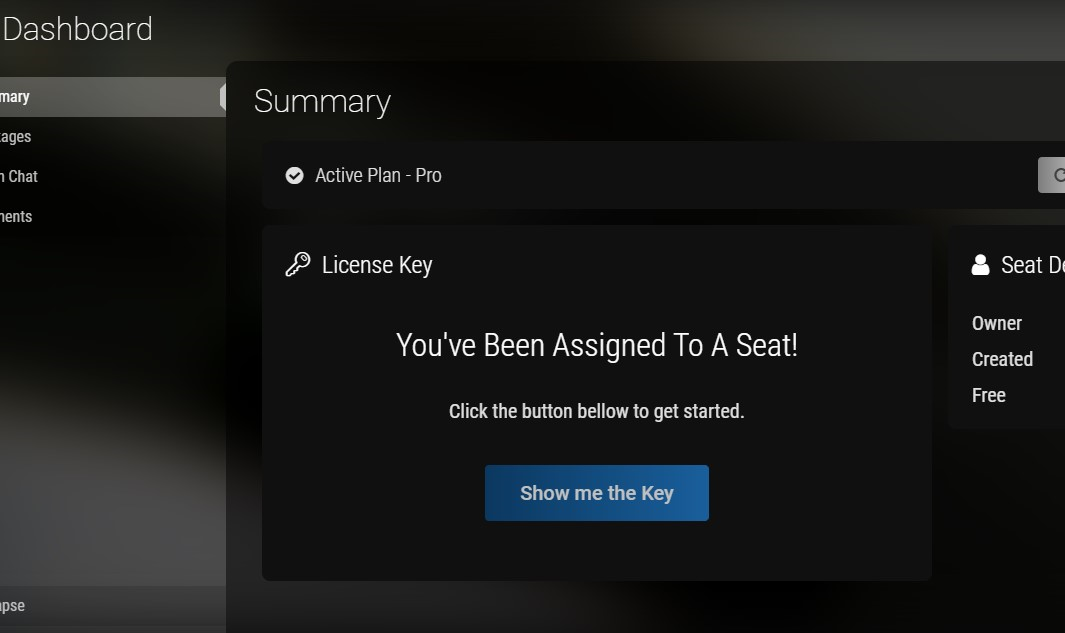 Dashboard
mary
ages
n Chat
nents
apse
Summary
Active Plan - Pro
License Key
You've Been Assigned To A Seat!
Click the button bellow to get started.
Show me the Key
Seat De
Owner
Created
Free